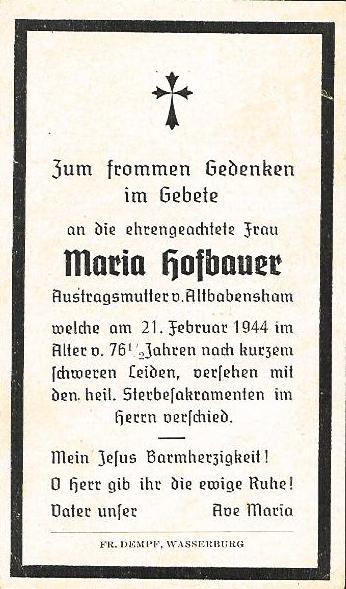 Zum frommen Gedenken
im Gebete
an die ehrengeachtete Frau
Maria Hofbauer
Austragsmutter v. Altbabensham
welche am 21. Februar 1944 im
Alter v. 76 1/2 Jahren nach kurzem
schweren Leiden, versehen mit
den heil. Sterbesakramenten im
Herrn verschied.
Mein Jesus Barmherzigkeit!
O Herr gib ihr die ewige Ruhe!
Vater unser Ave Maria
FR. DEMPF, WASSERBURG